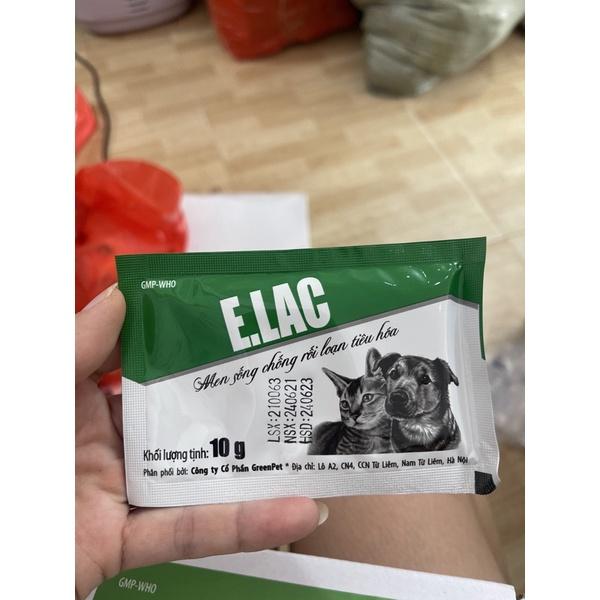 GMP-WHO
E.LAC
Men sống chống rối loạn tiêu hóa
LSX:210063
NSX:240621
HSD:240623
Khối lượng tịnh: 10 g
Phân phối bởi: Công ty Cổ Phần GreenPet * Địa chỉ: Lô A2, CN4, CCN Từ Liêm, Nam Từ Liêm, Hà Nội
GMP-WHO